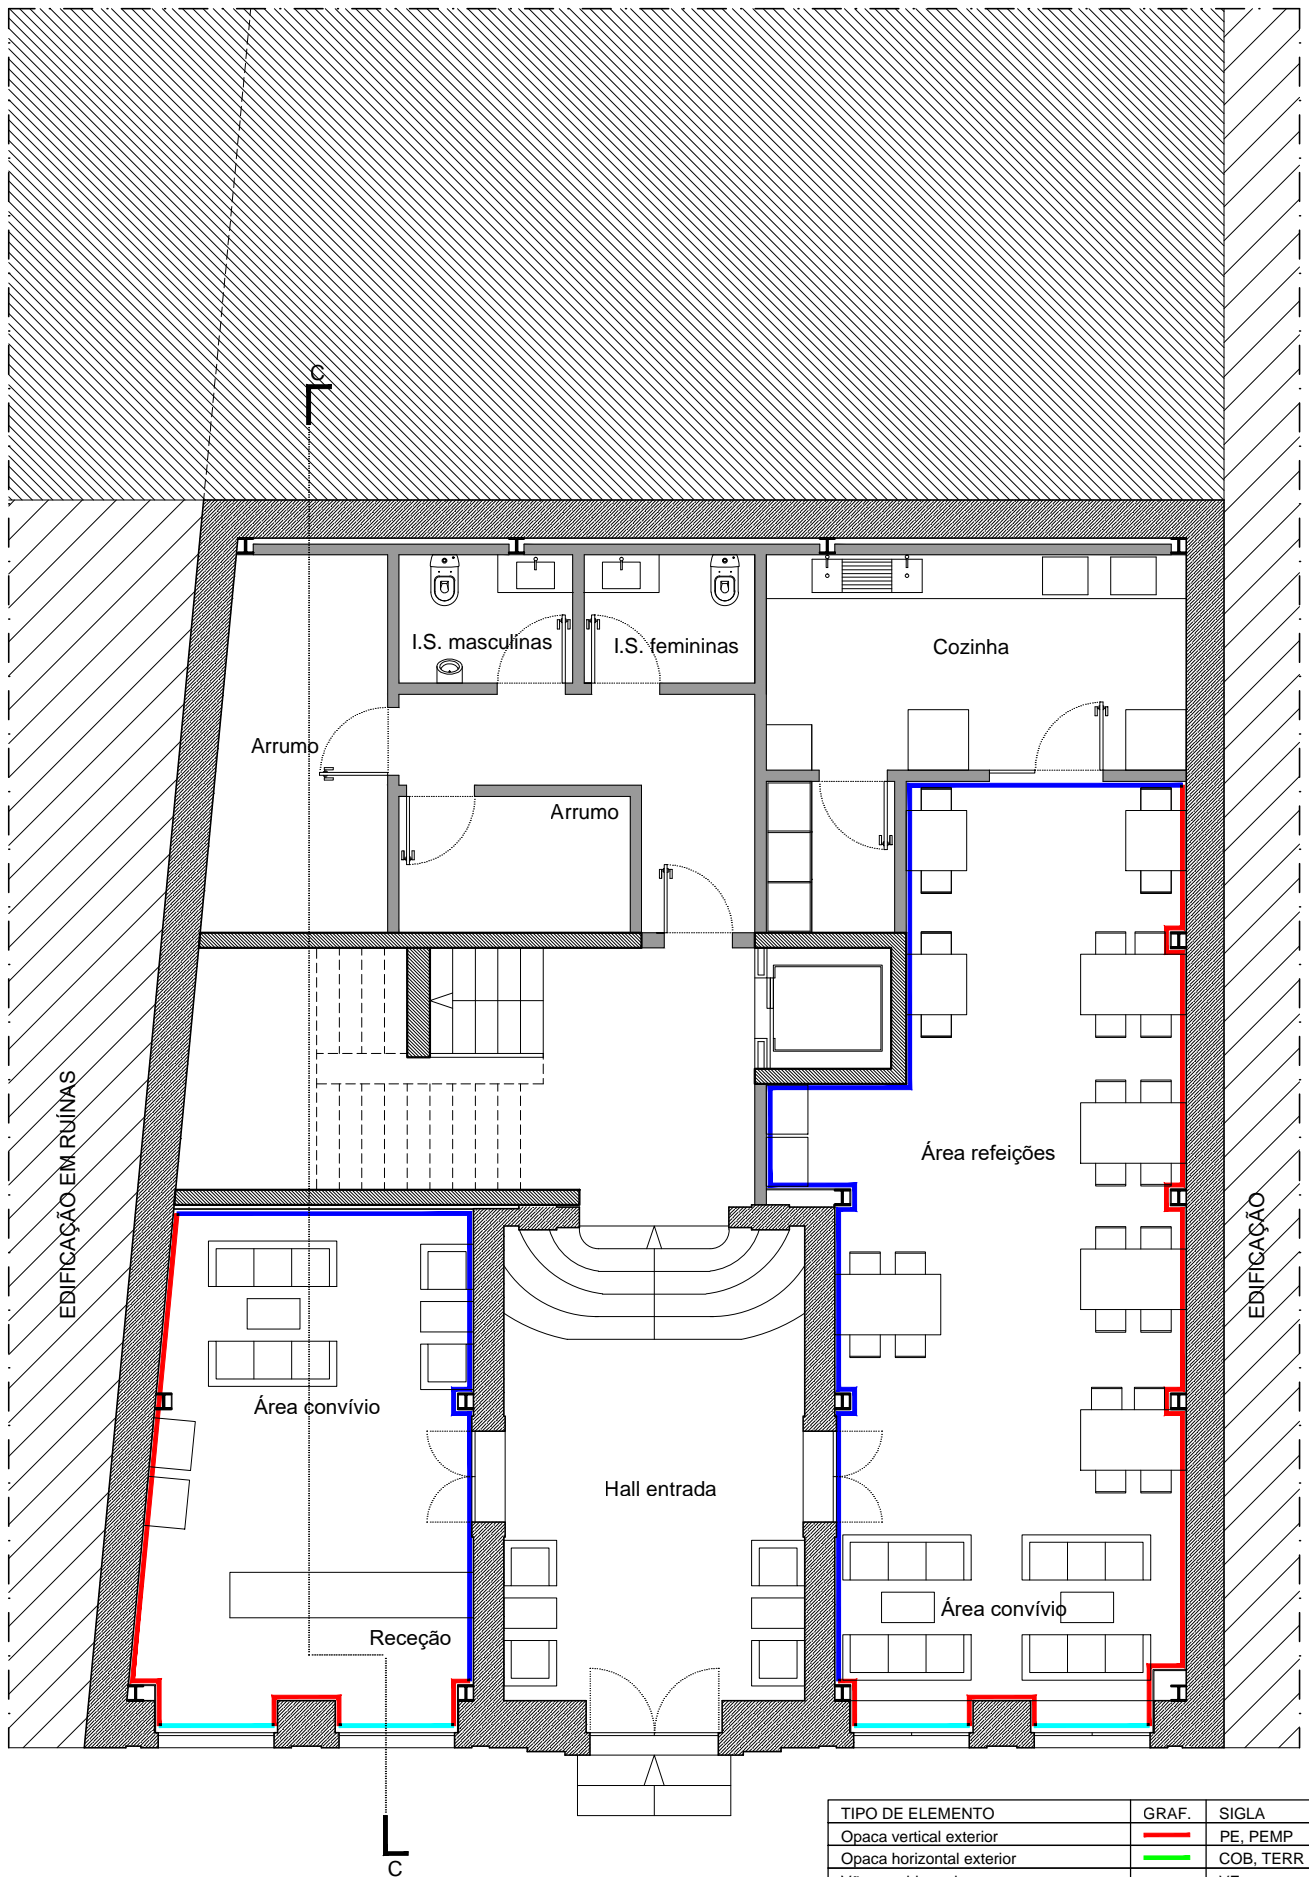 C
I.S. masculinas
I.S. femininas
Cozinha
Arrumo
Arrumo
EDIFICAÇÃO EM RUÍNAS
Área refeições
EDIFICAÇÃO
Área convívio
Hall entrada
Área convívio
Receção
C
TIPO DE ELEMENTO GRAF. SIGLA
Opaca vertical exterior PE, PEMP
Opaca horizontal exterior COB, TERR